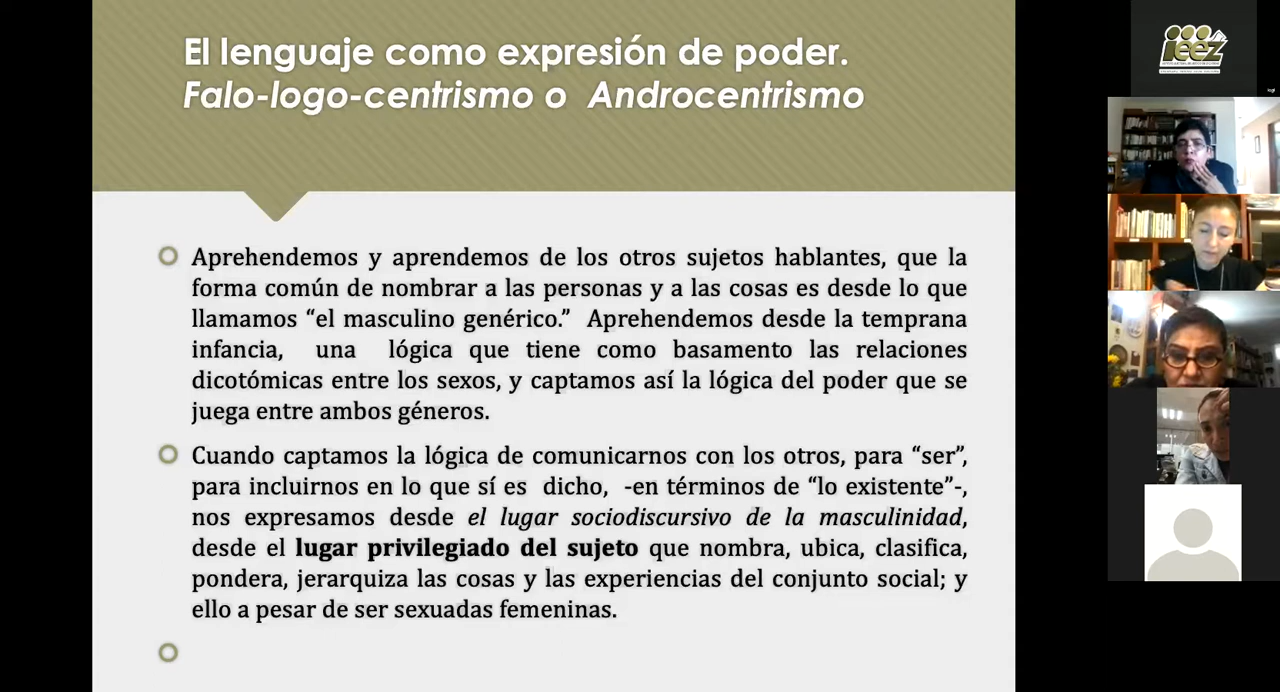 El lenguaje como expresión de poder.
Falo-logo-centrismo o Androcentrismo
Aprehendemos y aprendemos de los otros sujetos hablantes, que la
forma común de nombrar a las personas y a las cosas es desde lo que
llamamos “el masculino genérico.” Aprehendemos desde la temprana
infancia, una lógica que tiene como basamento las relaciones
dicotómicas entre los sexos, y captamos así la lógica del poder que se
juega entre ambos géneros.
Cuando captamos la lógica de comunicarnos con los otros, para “ser”,
para incluirnos en lo que sí es dicho, -en términos de “lo existente”-,
nos expresamos desde el lugar sociodiscursivo de la masculinidad,
desde el lugar privilegiado del sujeto que nombra, ubica, clasifica,
pondera, jerarquiza las cosas y las experiencias del conjunto social; y
ello a pesar de ser sexuadas femeninas.
ieez